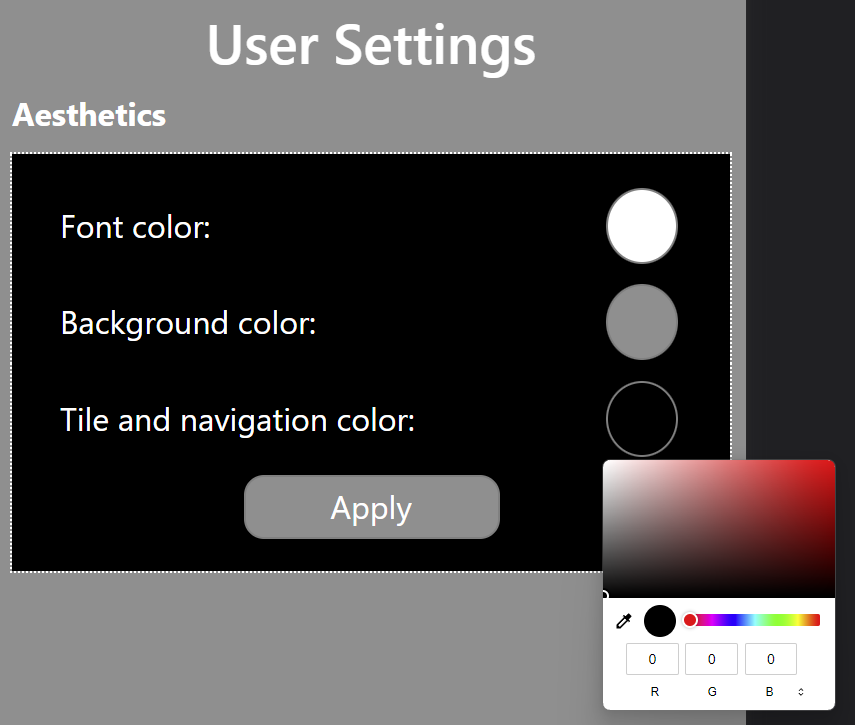 User Settings
Aesthetics
Font color:
Background color:
Tile and navigation color:
Apply
0 0 0
R G B